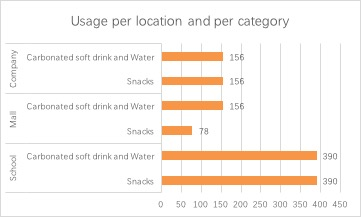 Usage per location and per category
Company
Carbonated soft drink and Water 156
Snacks 156
Mall
Carbonated soft drink and Water 156
Snacks 78
School
Carbonated soft drink and Water 390
Snacks 390
0 50 100 150 200 250 300 350 400 450